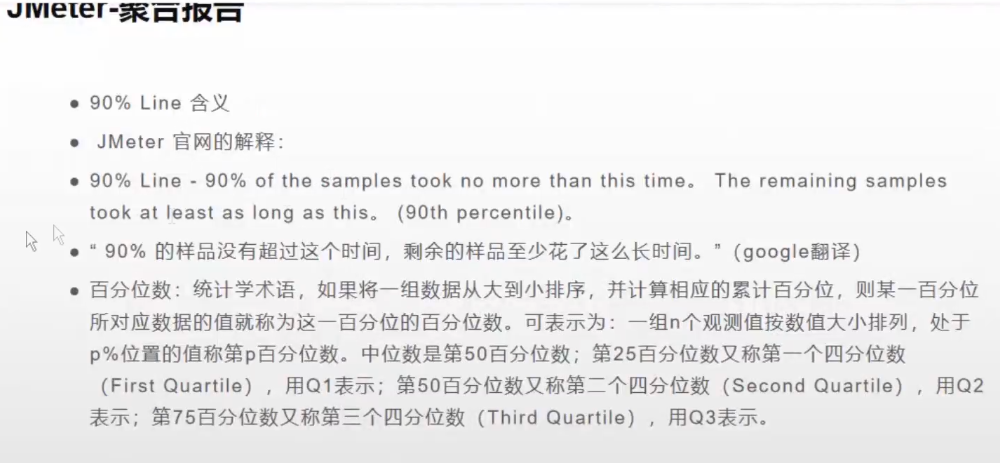 JMeter-聚合报告
90% Line 含义
JMeter 官网的解释：
90% Line - 90% of the samples took no more than this time。 The remaining samples
took at least as long as this。 (90th percentile)。
“ 90% 的样品没有超过这个时间，剩余的样品至少花了这么长时间。”（google翻译）
百分位数：统计学术语，如果将一组数据从大到小排序，并计算相应的累计百分位，则某一百分位
所对应数据的值就称为这一百分位的百分位数。可表示为：一组n个观测值按数值大小排列，处于
p%位置的值称第p百分位数。中位数是第50百分位数；第25百分位数又称第一个四分位数
（First Quartile），用Q1表示；第50百分位数又称第二个四分位数（Second Quartile），用Q2
表示；第75百分位数又称第三个四分位数（Third Quartile），用Q3表示。